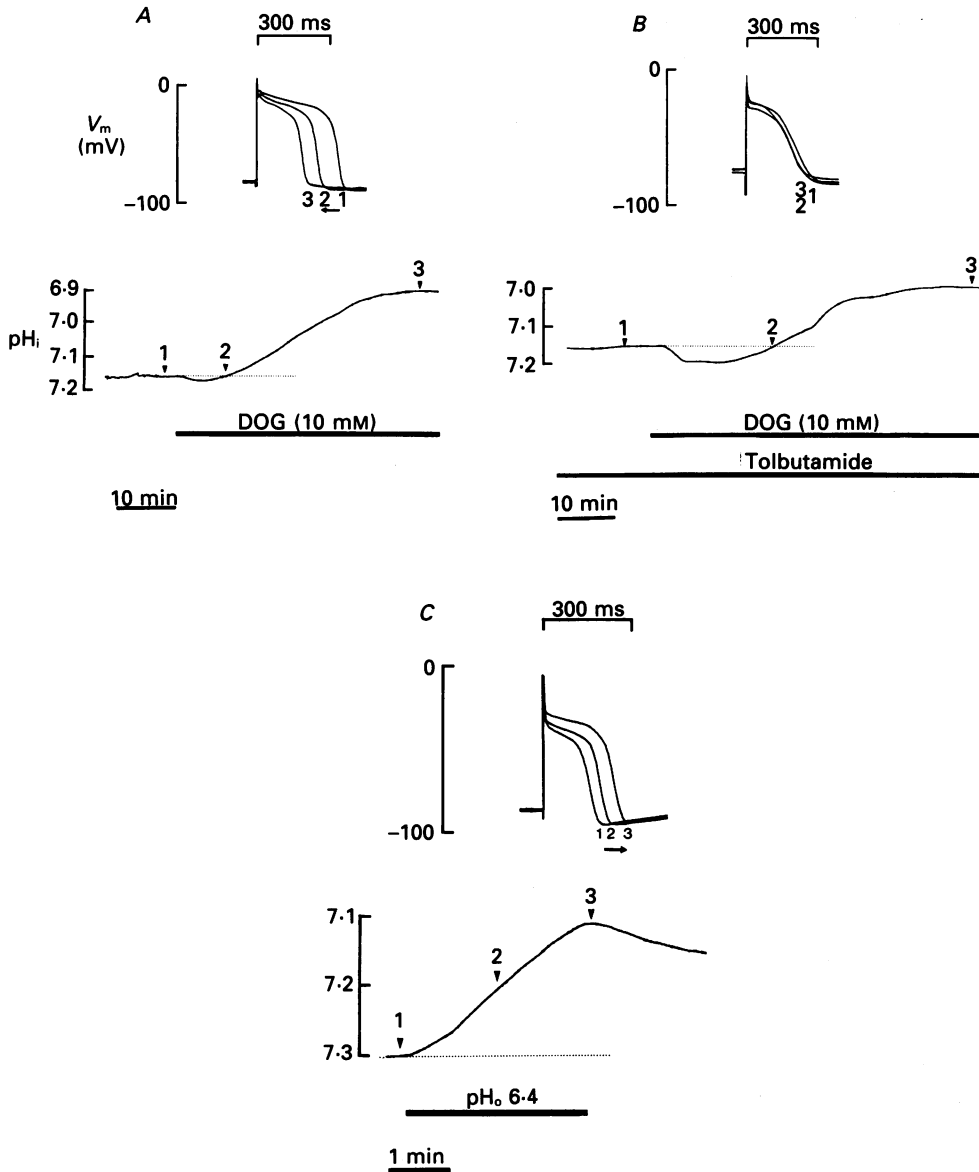 A
300 ms
0
Vm
(mV)
−100
3 2 1
6·9
7·0
pHi
7·1
7·2
1
2
3
DOG (10 mM)
10 min
B
300 ms
0
−100
3 1
2
7·0
7·1
7·2
1
2
3
DOG (10 mM)
Tolbutamide
10 min
C
300 ms
0
−100
1 2 3
7·1
7·2
7·3
1
2
3
pHo 6·4
1 min